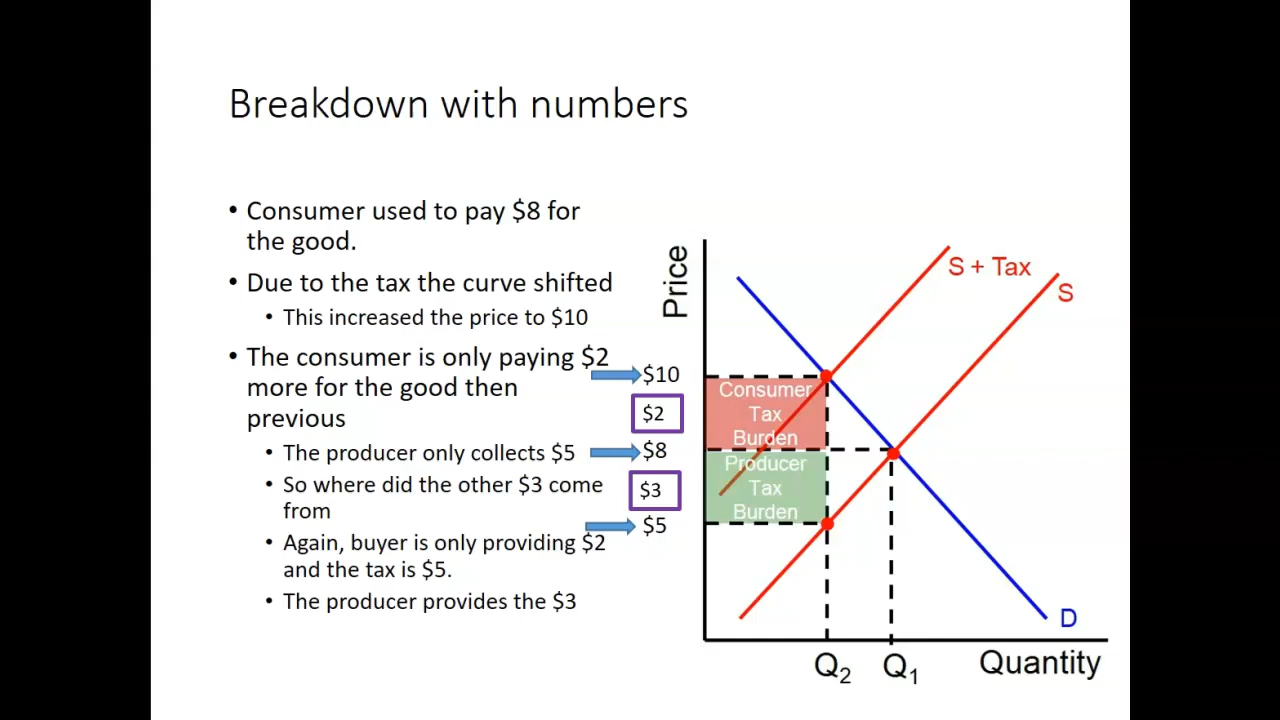 Breakdown with numbers
• Consumer used to pay $8 for
the good.
• Due to the tax the curve shifted
• This increased the price to $10
• The consumer is only paying $2
more for the good then
previous
• The producer only collects $5
• So where did the other $3 come
from
• Again, buyer is only providing $2
and the tax is $5.
• The producer provides the $3
Price
S + Tax
S
$10
$2
$8
$3
$5
Consumer
Tax
Burden
Producer
Tax
Burden
D
Q₂
Q₁
Quantity